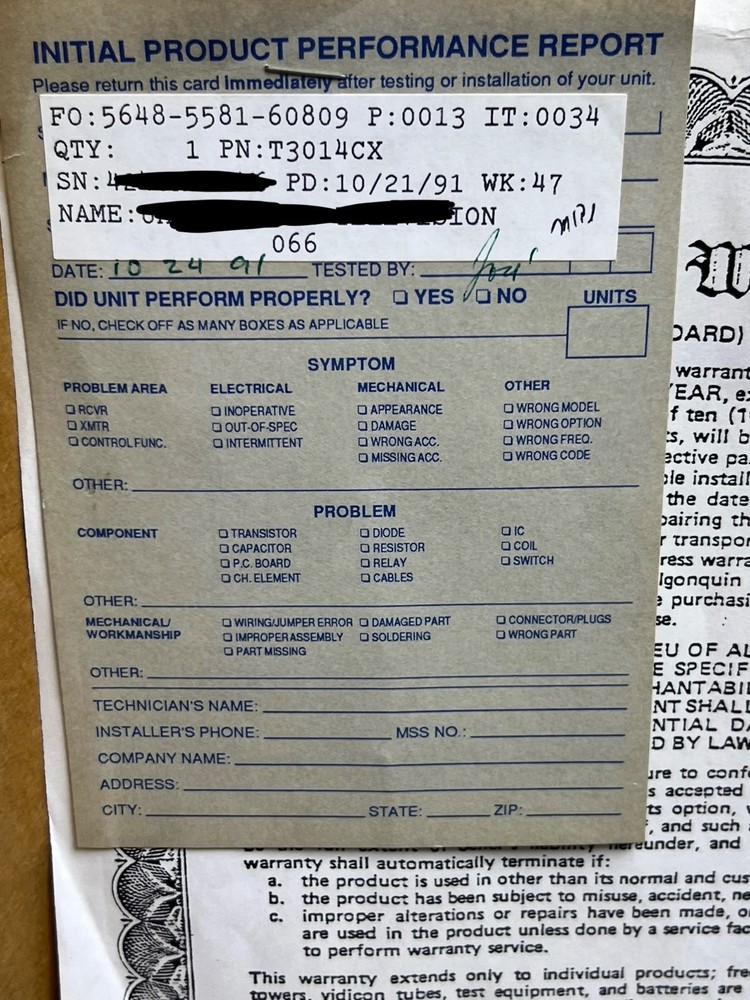 INITIAL PRODUCT PERFORMANCE REPORT
Please return this card Immediately after testing or installation of your unit.
FO:5648-5581-60809 P:0013 IT:0034
QTY: 1 PN:T3014CX
SN: PD:10/21/91 WK:47
NAME: ION
066
DATE: 10 24 91 TESTED BY:
DID UNIT PERFORM PROPERLY? YES NO UNITS
IF NO, CHECK OFF AS MANY BOXES AS APPLICABLE
SYMPTOM
PROBLEM AREA ELECTRICAL MECHANICAL OTHER
RCVR INOPERATIVE APPEARANCE WRONG MODEL
XMTR OUT-OF-SPEC DAMAGE WRONG OPTION
CONTROL FUNC. INTERMITTENT WRONG ACC. WRONG FREQ.
MISSING ACC. WRONG CODE
OTHER:
PROBLEM
COMPONENT TRANSISTOR DIODE IC
CAPACITOR RESISTOR COIL
P.C. BOARD RELAY SWITCH
CH. ELEMENT CABLES
OTHER:
MECHANICAL/ WIRING/JUMPER ERROR DAMAGED PART CONNECTOR/PLUGS
WORKMANSHIP IMPROPER ASSEMBLY SOLDERING WRONG PART
PART MISSING
OTHER:
TECHNICIAN'S NAME:
INSTALLER'S PHONE: MSS NO.:
COMPANY NAME:
ADDRESS:
CITY: STATE: ZIP:
DARD)
warrant
YEAR, ex
f ten (1
ts, will b
ective pa
ble install
the date
pairing th
r transpor
ress warra
lgonquin
e purchasi
se.
EU OF AL
E SPECIF
HANTABI
NT SHALL
NTIAL DA
D BY LAW
ure to confo
s accepted
ts option,
, and such
hereunder, and
warranty shall automatically terminate if:
a. the product is used in other than its normal and cus
b. the product has been subject to misuse, accident, ne
c. improper alterations or repairs have been made, o
are used in the product unless done by a service fac
to perform warranty service.
This warranty extends only to individual products; fre
towers, vidicon tubes, test equipment, and batteries are